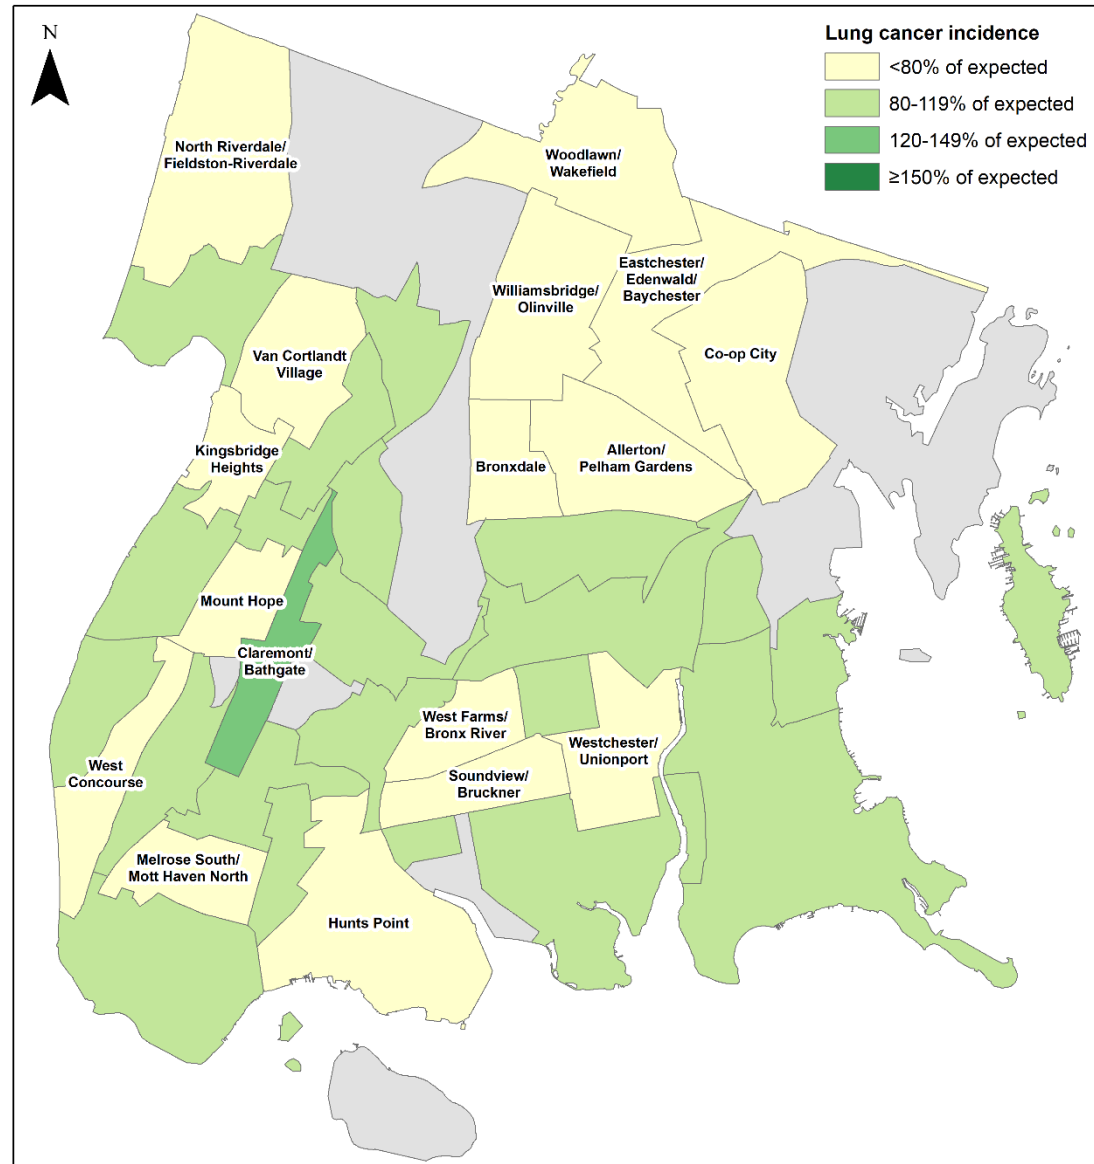 N
Lung cancer incidence
<80% of expected
80-119% of expected
120-149% of expected
≥150% of expected
North Riverdale/
Fieldston-Riverdale
Woodlawn/
Wakefield
Eastchester/
Edenwald/
Baychester
Williamsbridge/
Olinville
Co-op City
Van Cortlandt
Village
Kingsbridge
Heights
Bronxdale
Allerton/
Pelham Gardens
Mount Hope
Claremont/
Bathgate
West Farms/
Bronx River
Westchester/
Unionport
Soundview/
Bruckner
West
Concourse
Melrose South/
Mott Haven North
Hunts Point